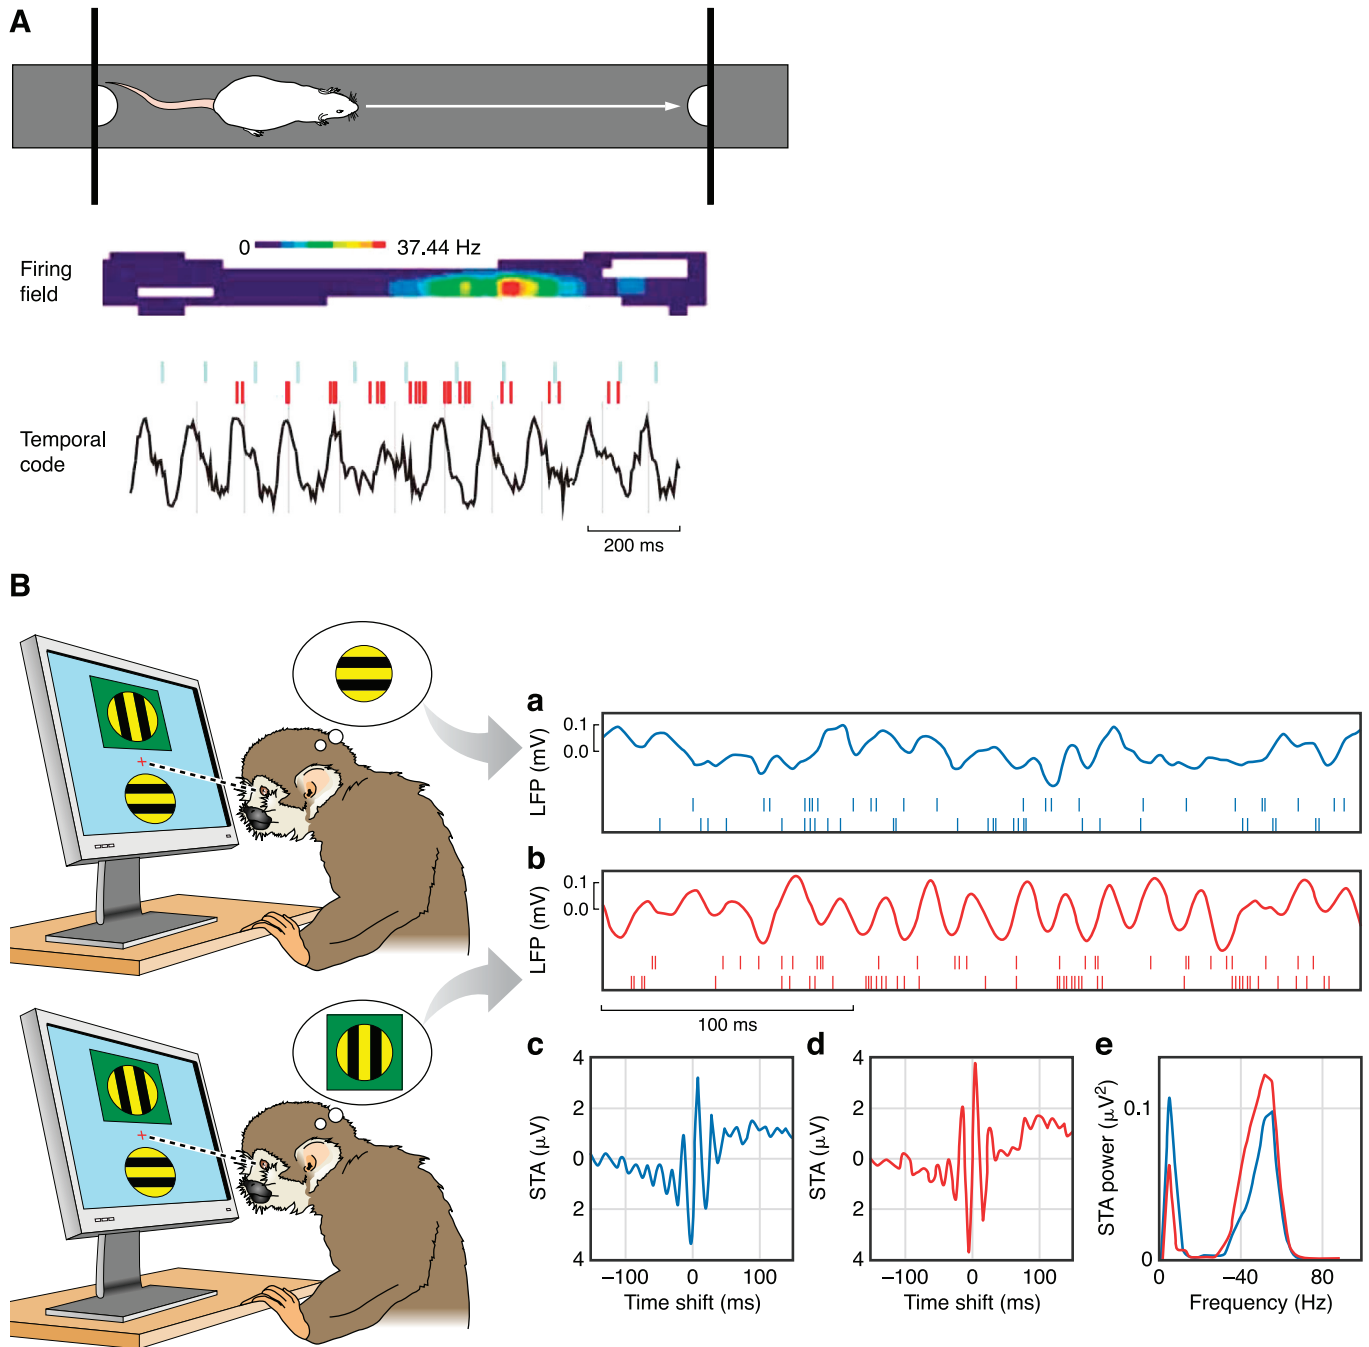 A
0 37.44 Hz
Firing
field
Temporal
code
200 ms
B
a
0.1
0.0
LFP (mV)
b
0.1
0.0
LFP (mV)
100 ms
c
4
2
0
2
4
STA (μV)
−100 0 100
Time shift (ms)
d
4
2
0
2
4
STA (μV)
−100 0 100
Time shift (ms)
e
0.1
0
STA power (μV²)
0 −40 80
Frequency (Hz)